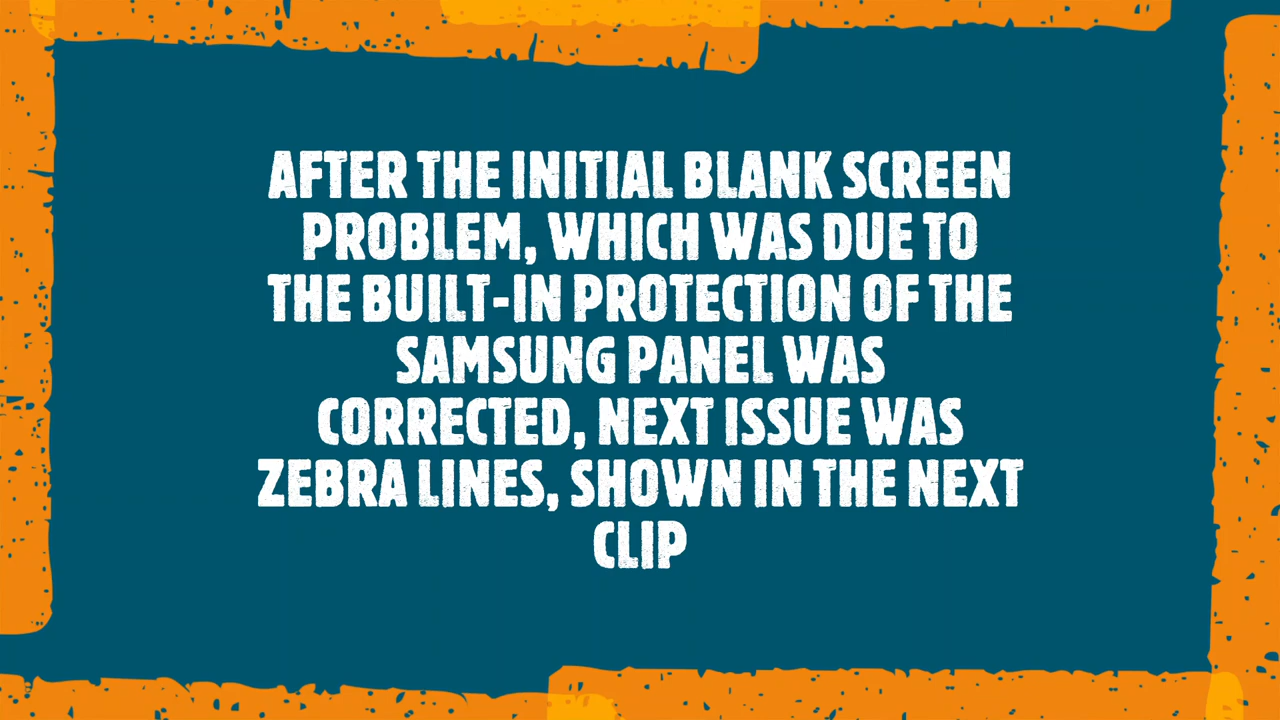 AFTER THE INITIAL BLANK SCREEN
PROBLEM, WHICH WAS DUE TO
THE BUILT-IN PROTECTION OF THE
SAMSUNG PANEL WAS
CORRECTED, NEXT ISSUE WAS
ZEBRA LINES, SHOWN IN THE NEXT
CLIP